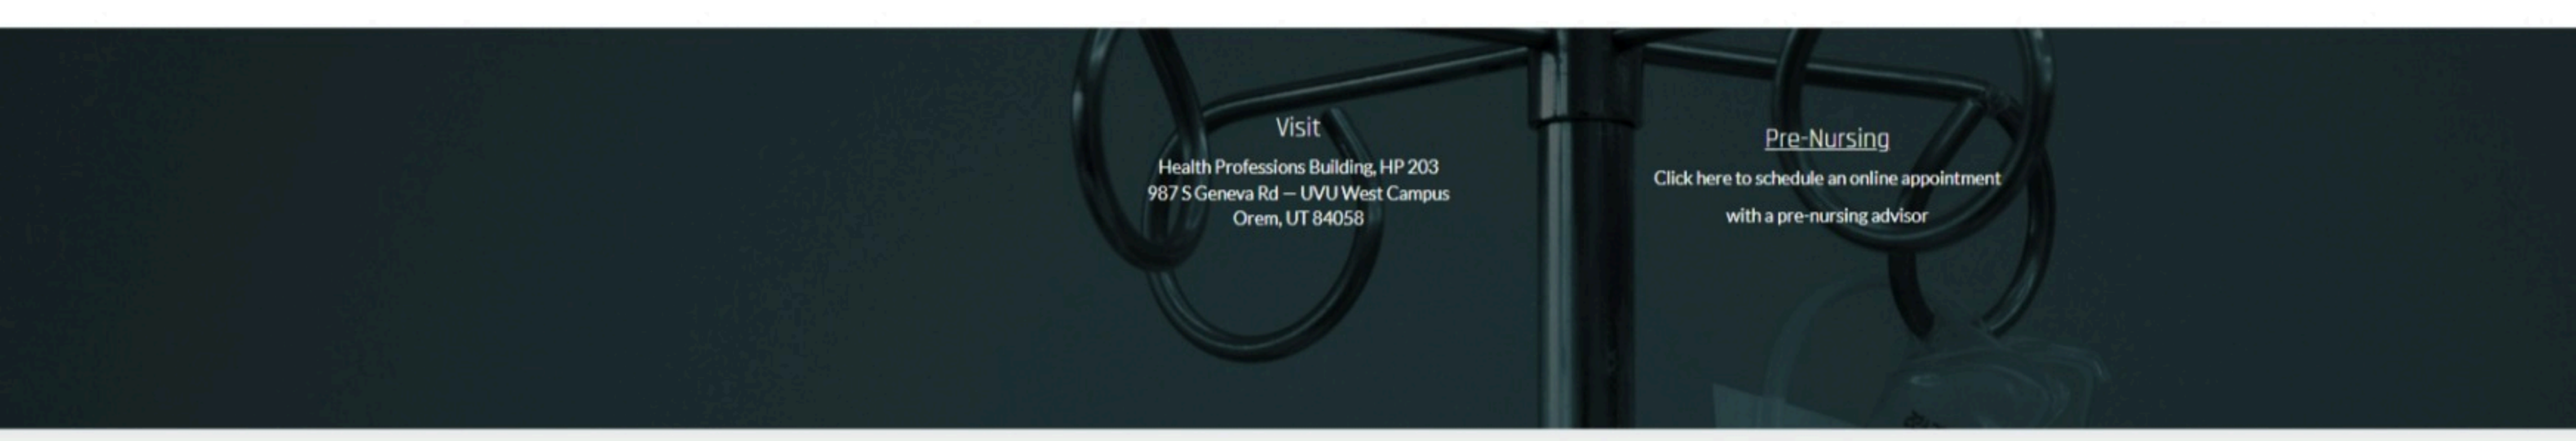 Visit
Health Professions Building, HP 203
987 S Geneva Rd – UVU West Campus
Orem, UT 84058
Pre-Nursing
Click here to schedule an online appointment
with a pre-nursing advisor